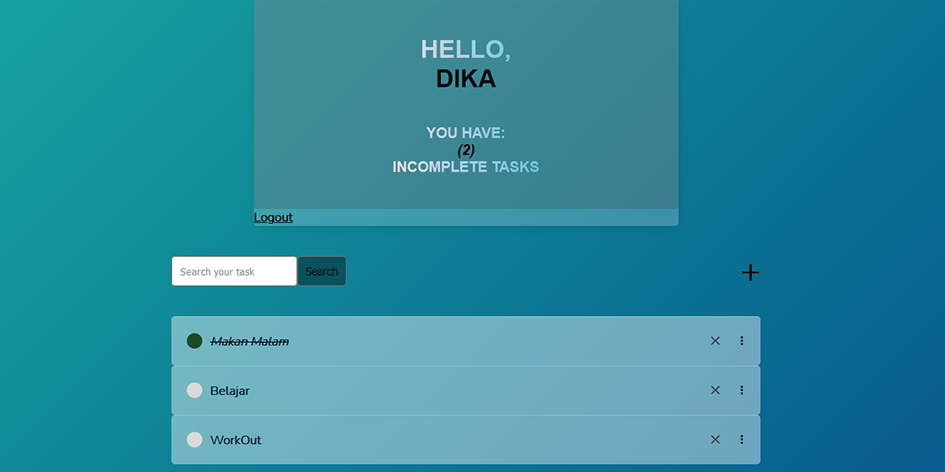 HELLO,
DIKA
YOU HAVE:
(2)
INCOMPLETE TASKS
Logout
Search your task
Search
Makan Malam
Belajar
WorkOut